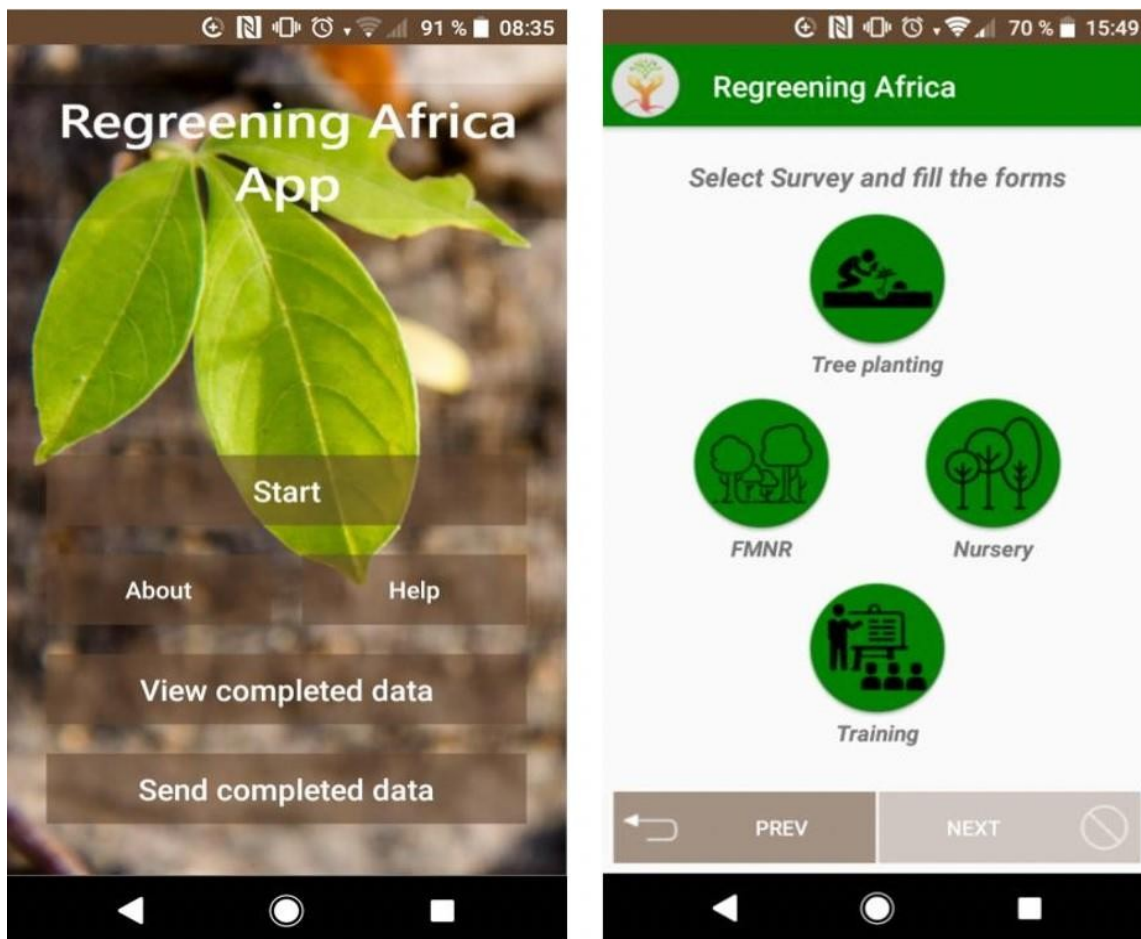 91 % 08:35
Regreening Africa
App
Start
About
Help
View completed data
Send completed data
70 % 15:49
Regreening Africa
Select Survey and fill the forms
Tree planting
FMNR
Nursery
Training
PREV
NEXT